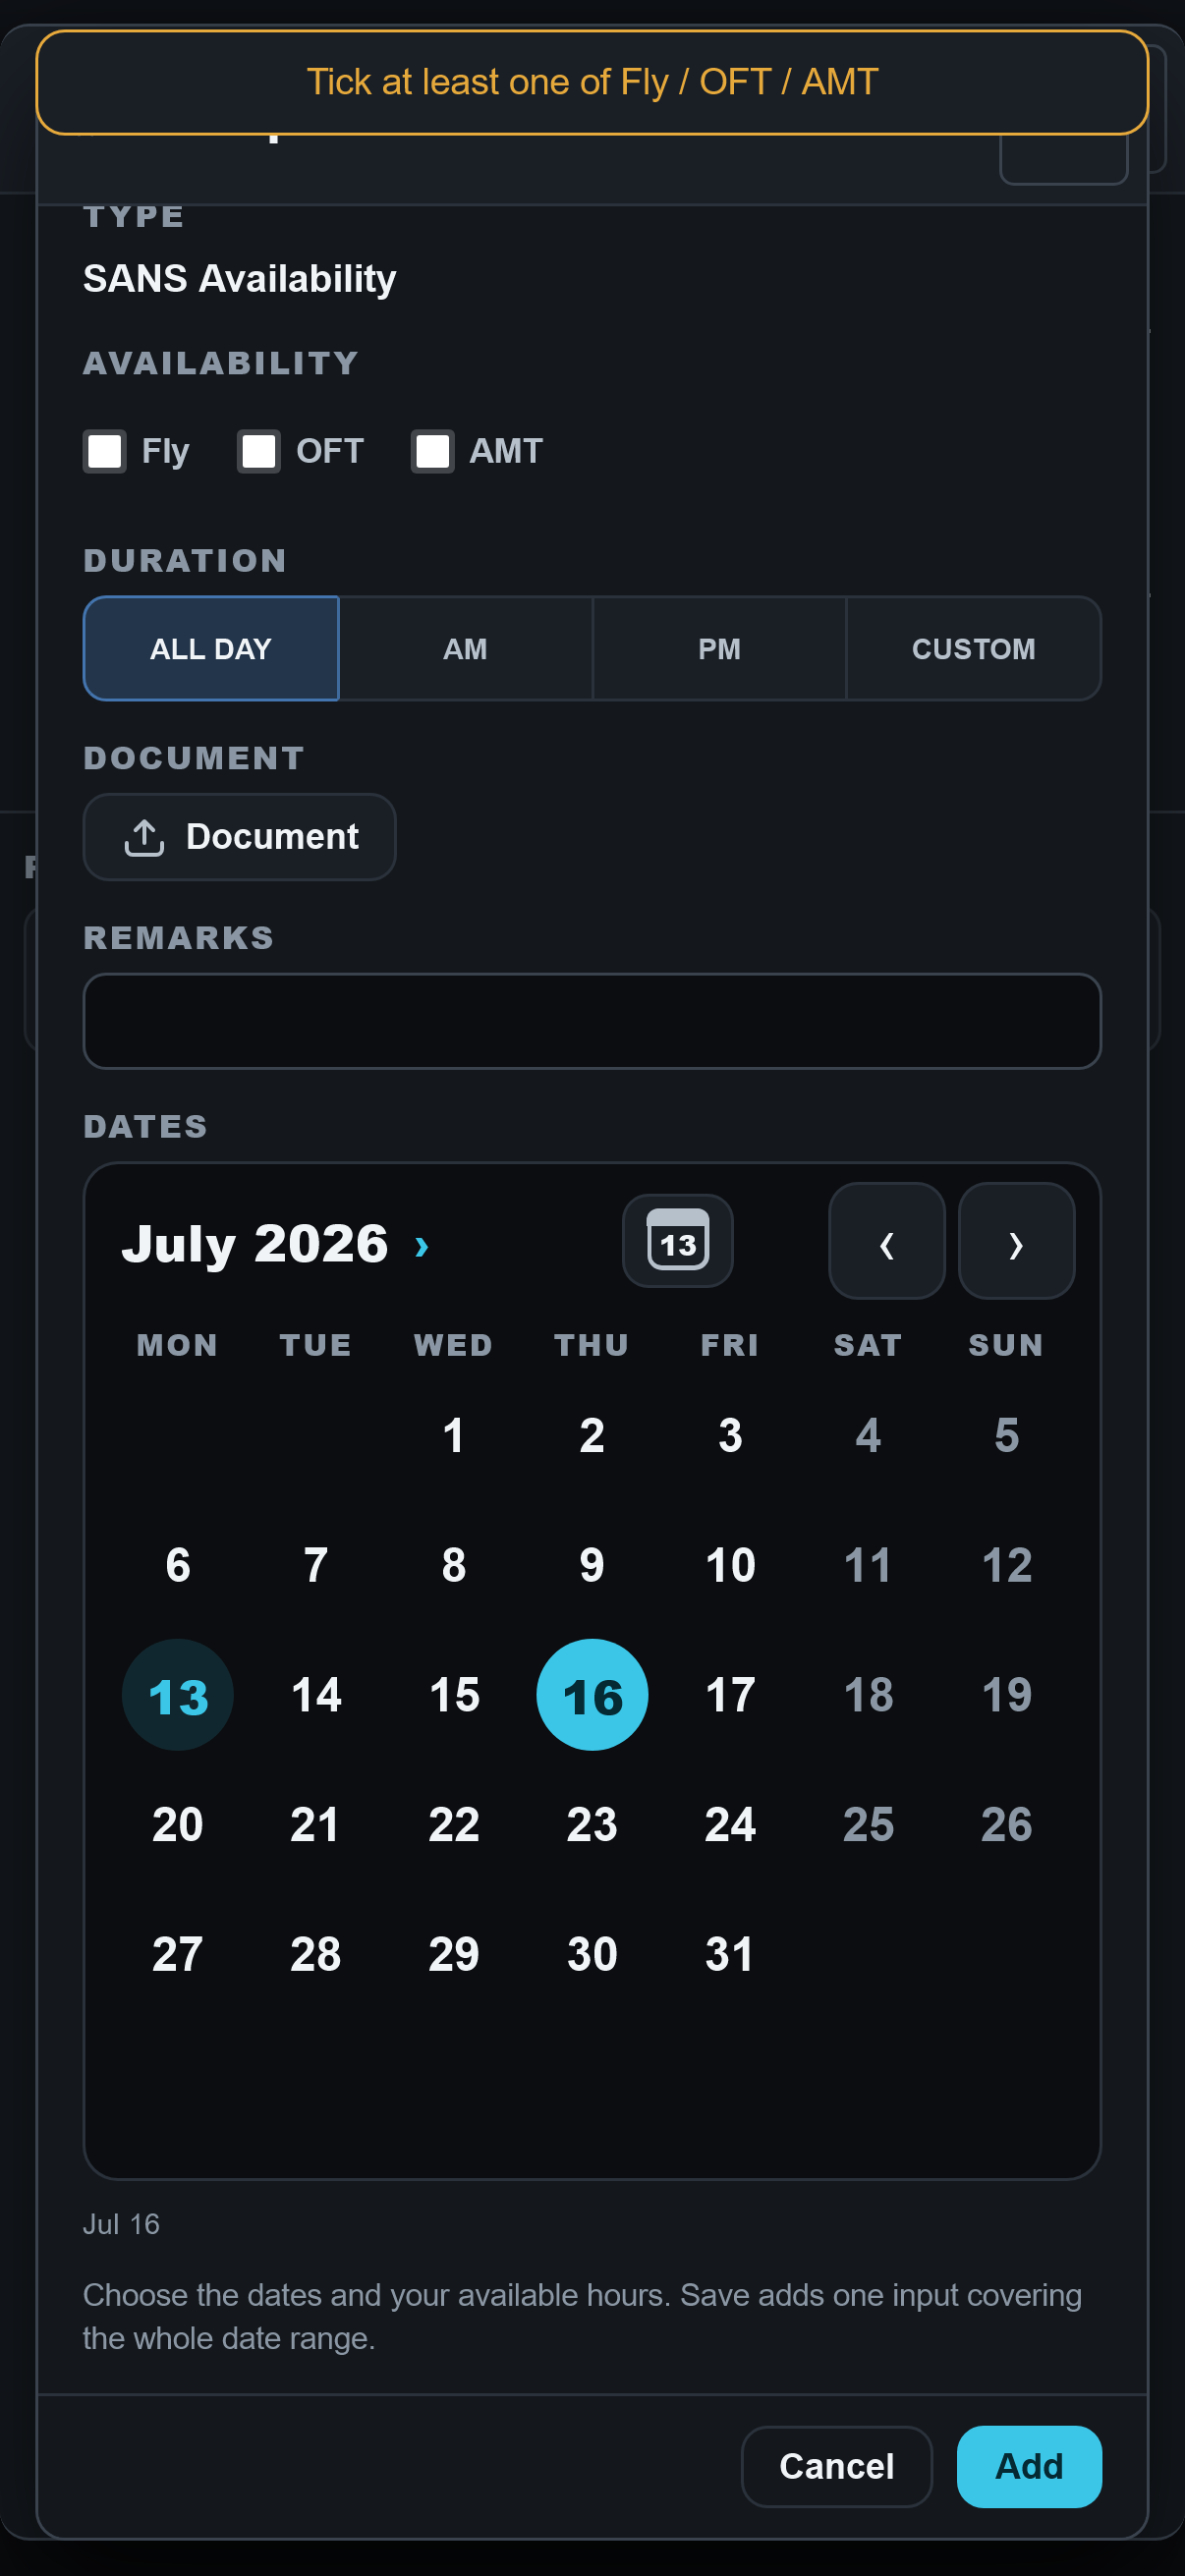 Tick at least one of Fly / OFT / AMT
TYPE
SANS Availability
AVAILABILITY
Fly OFT AMT
DURATION
ALL DAY AM PM CUSTOM
DOCUMENT
Document
REMARKS
DATES
July 2026 › 13 ‹ ›
MON TUE WED THU FRI SAT SUN
1 2 3 4 5
6 7 8 9 10 11 12
13 14 15 16 17 18 19
20 21 22 23 24 25 26
27 28 29 30 31
Jul 16
Choose the dates and your available hours. Save adds one input covering
the whole date range.
Cancel Add